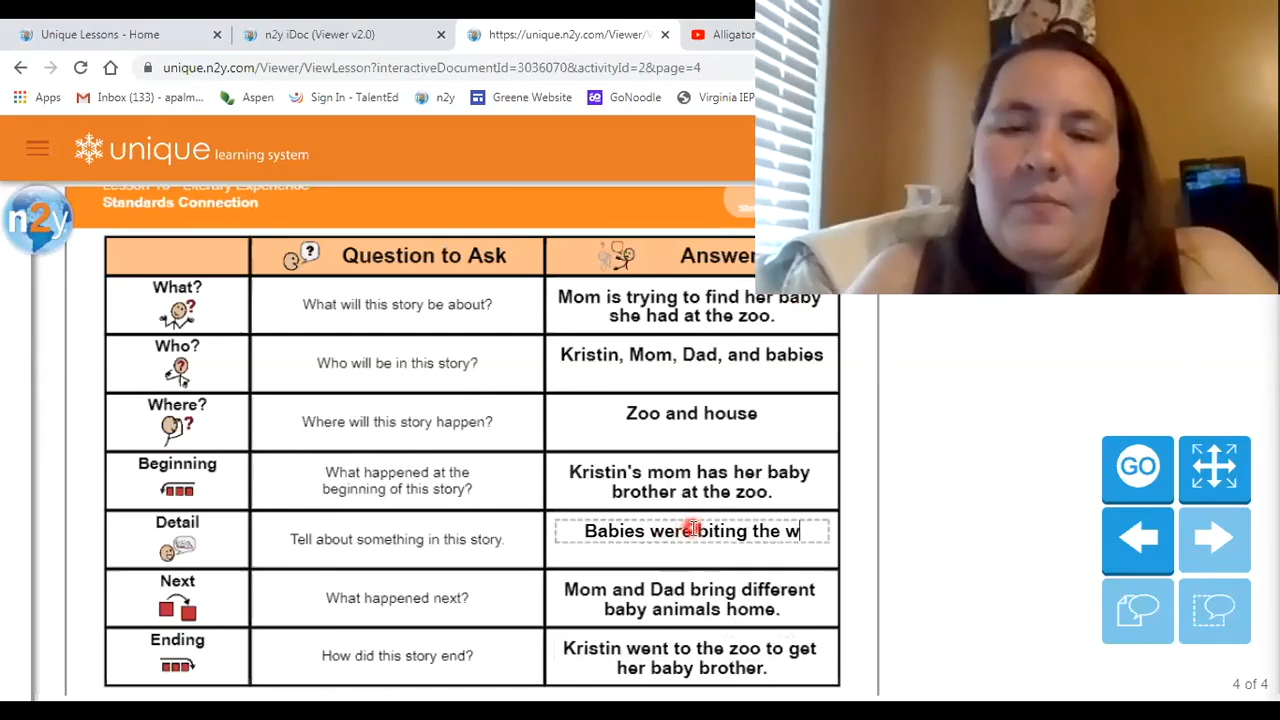 Unique Lessons - Home
n2y iDoc (Viewer v2.0)
https://unique.n2y.com/Viewer/
Alligator
unique.n2y.com/Viewer/ViewLesson?interactiveDocumentId=3036070&activityId=2&page=4
Apps
Inbox (133) - apalm...
Aspen
Sign In - TalentEd
n2y
Greene Website
GoNoodle
Virginia IEP
unique learning system
n2y
Standards Connection
Question to Ask
Answer
What?
What will this story be about?
Mom is trying to find her baby
she had at the zoo.
Who?
Who will be in this story?
Kristin, Mom, Dad, and babies
Where?
Where will this story happen?
Zoo and house
Beginning
What happened at the
beginning of this story?
Kristin's mom has her baby
brother at the zoo.
Detail
Tell about something in this story.
Babies were biting the w
Next
What happened next?
Mom and Dad bring different
baby animals home.
Ending
How did this story end?
Kristin went to the zoo to get
her baby brother.
GO
4 of 4